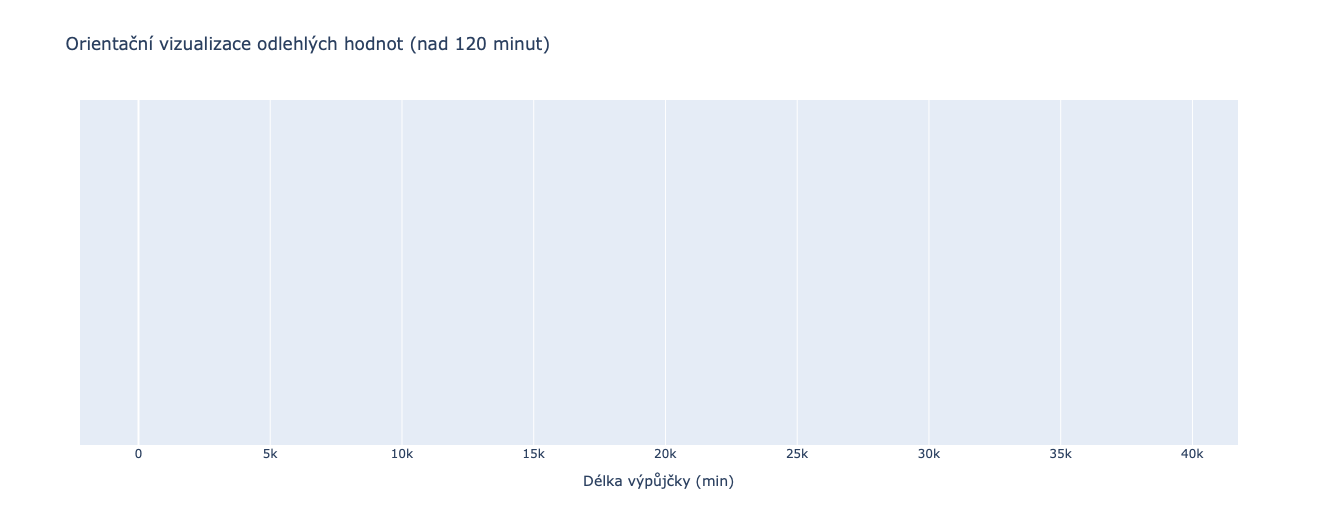 Orientační vizualizace odlehlých hodnot (nad 120 minut)
0 5k 10k 15k 20k 25k 30k 35k 40k
Délka výpůjčky (min)